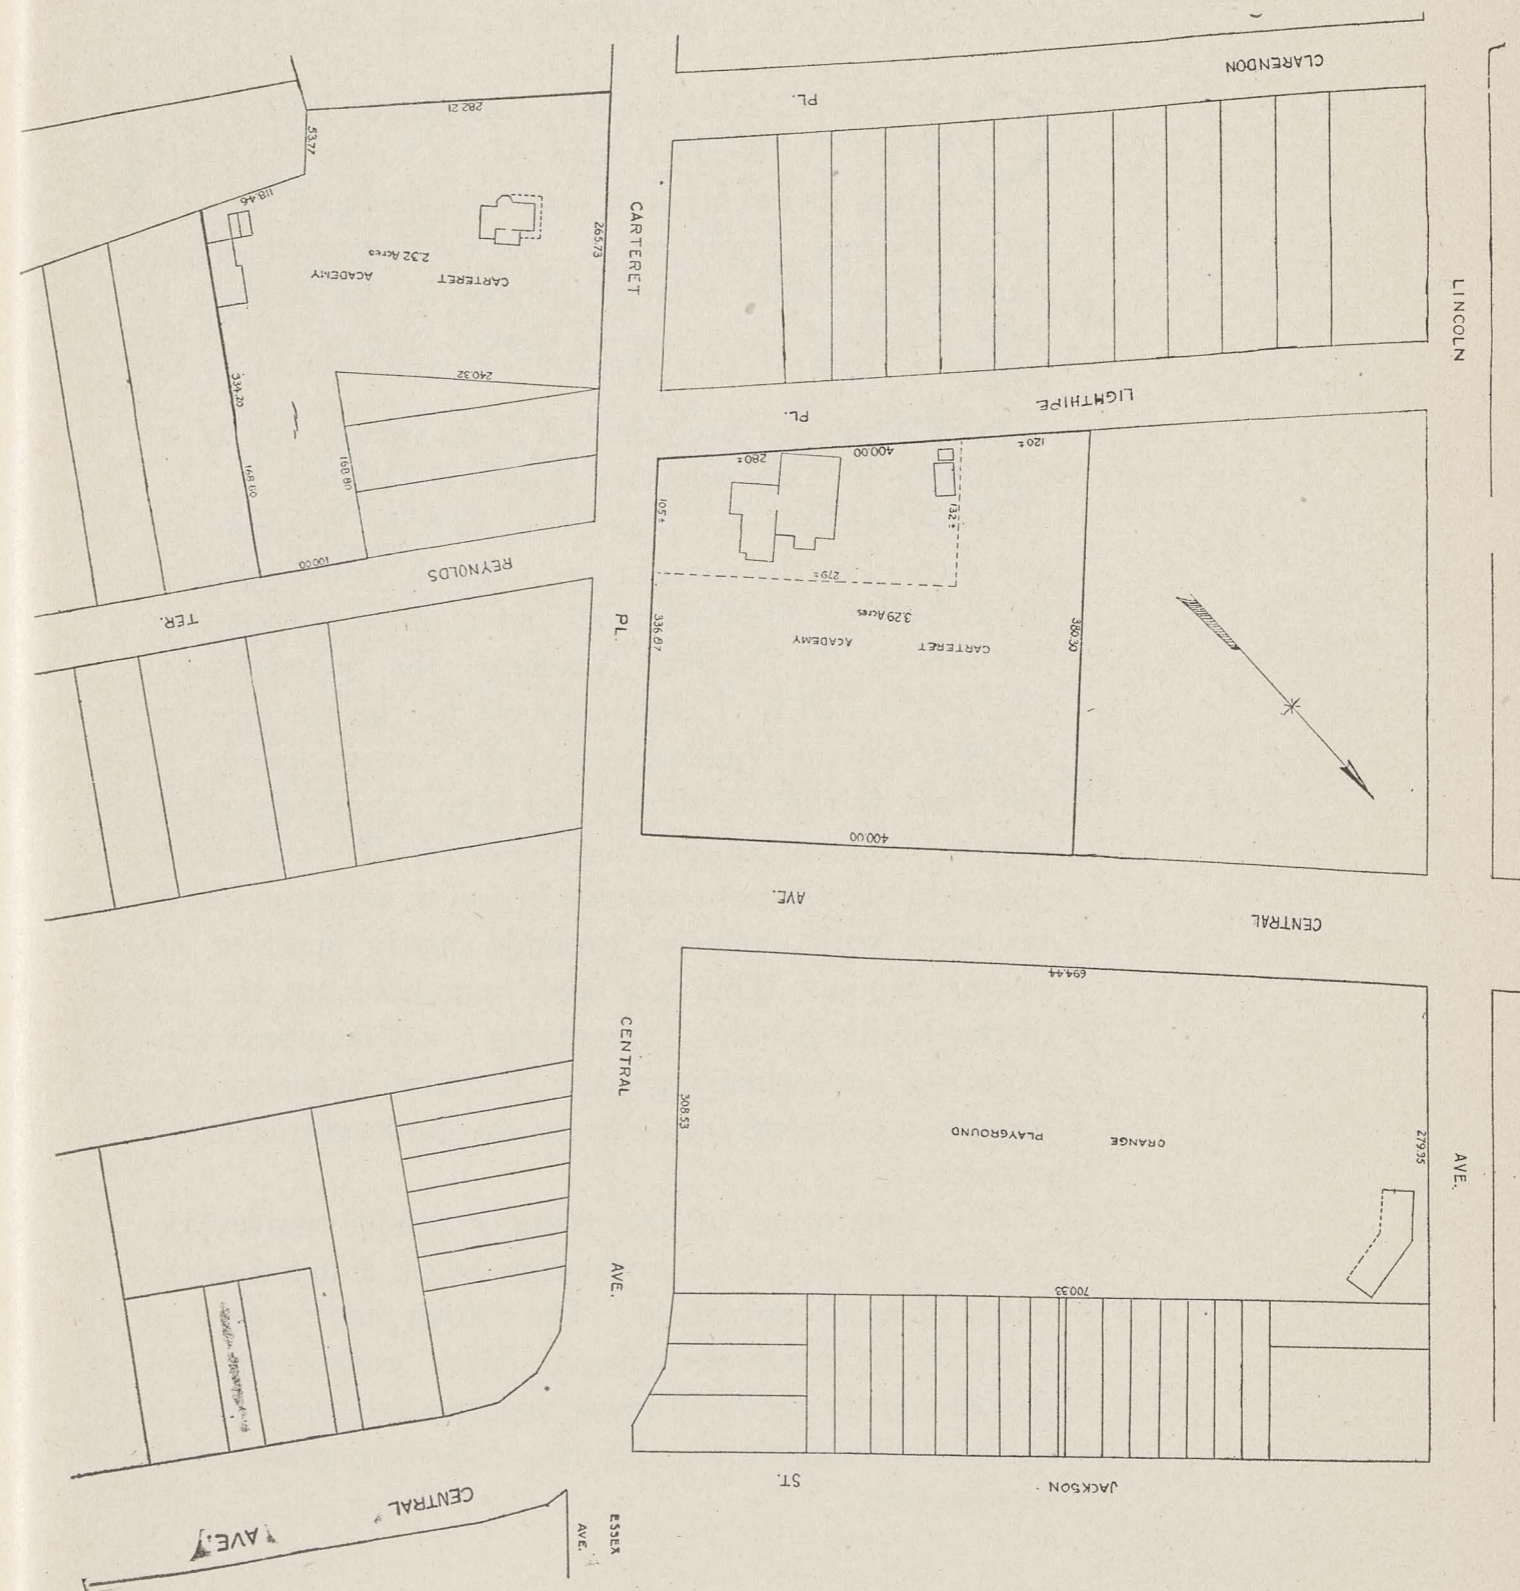 CLARENDON
PL.
282.21
53.77
118.46
CARTERET ACADEMY
2.32 Acres
265.73
334.20
168.80
240.32
168.80
100.00
CARTERET
PL.
LINCOLN
AVE.
LIGHTHIPE
PL.
REYNOLDS
TER.
280±
400.00
120±
105±
132±
279±
CARTERET ACADEMY
3.29 Acres
336.87
380.30
400.00
CENTRAL
AVE.
694.44
308.53
ORANGE PLAYGROUND
279.95
700.33
CENTRAL
AVE.
JACKSON
ST.
CENTRAL
AVE.
ESSEX
AVE.